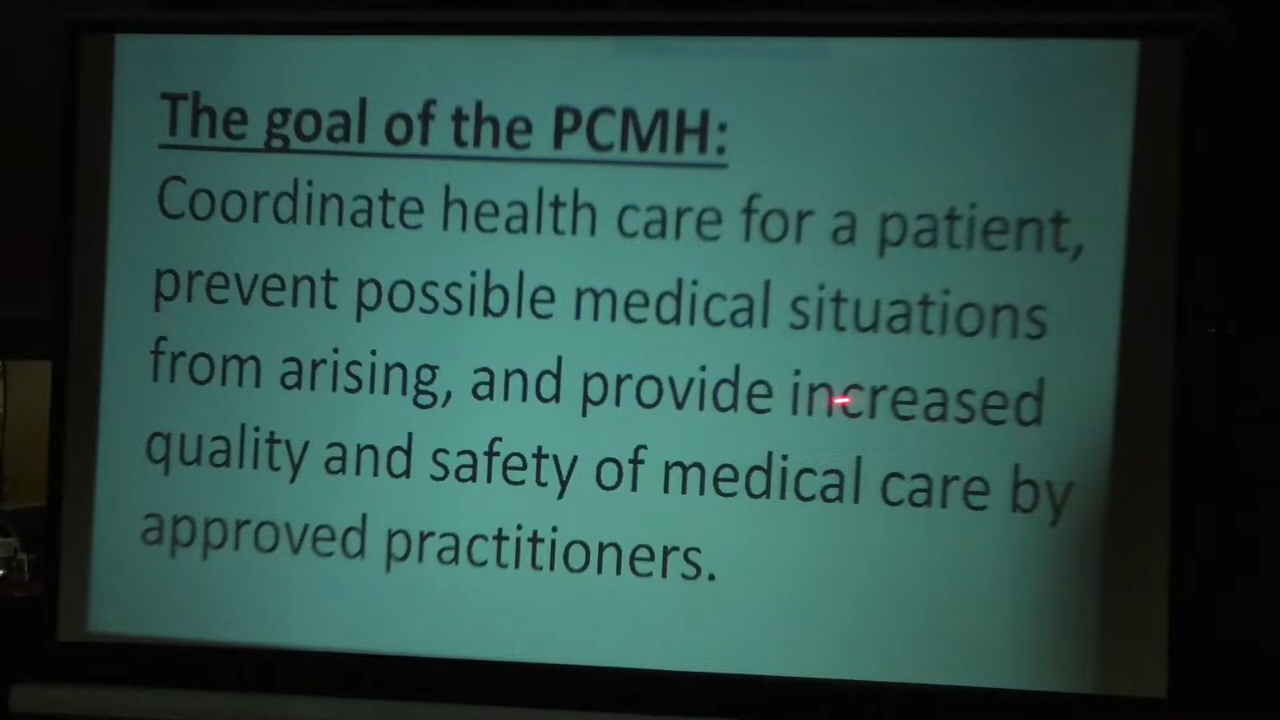 The goal of the PCMH:
Coordinate health care for a patient,
prevent possible medical situations
from arising, and provide increased
quality and safety of medical care by
approved practitioners.